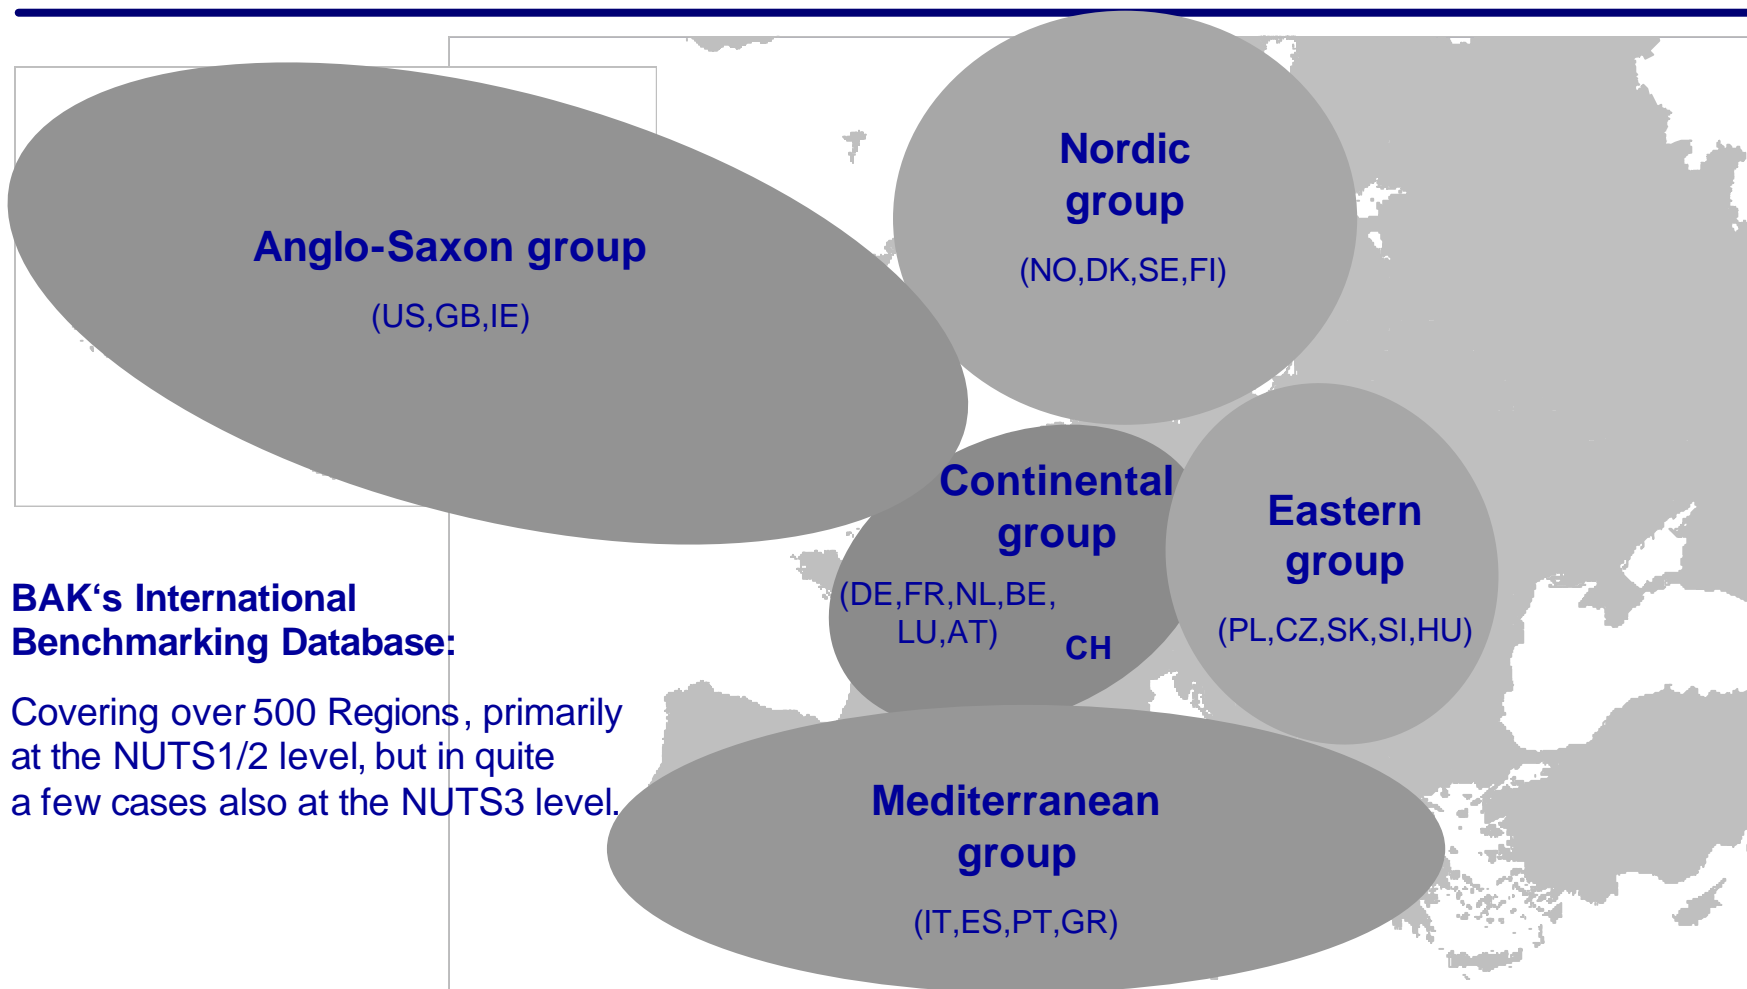 Nordic
group
(NO,DK,SE,FI)
Anglo-Saxon group
(US,GB,IE)
Continental
group
(DE,FR,NL,BE,
LU,AT)
CH
Eastern
group
(PL,CZ,SK,SI,HU)
BAK‘s International
Benchmarking Database:
Covering over 500 Regions, primarily
at the NUTS1/2 level, but in quite
a few cases also at the NUTS3 level.
Mediterranean
group
(IT,ES,PT,GR)